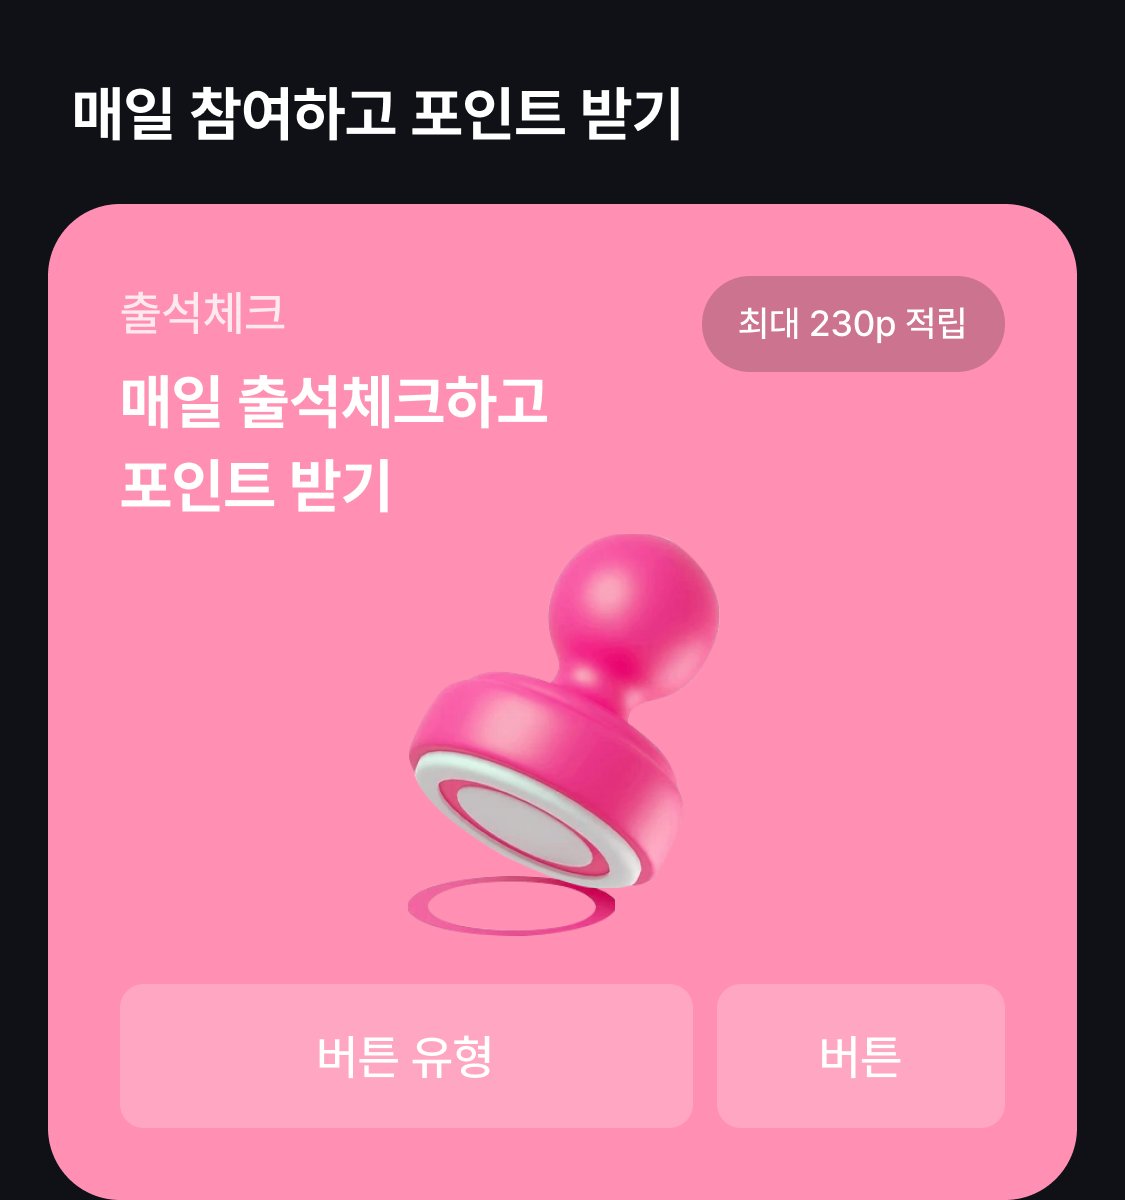 매일 참여하고 포인트 받기
출석체크
최대 230p 적립
매일 출석체크하고
포인트 받기
버튼 유형
버튼